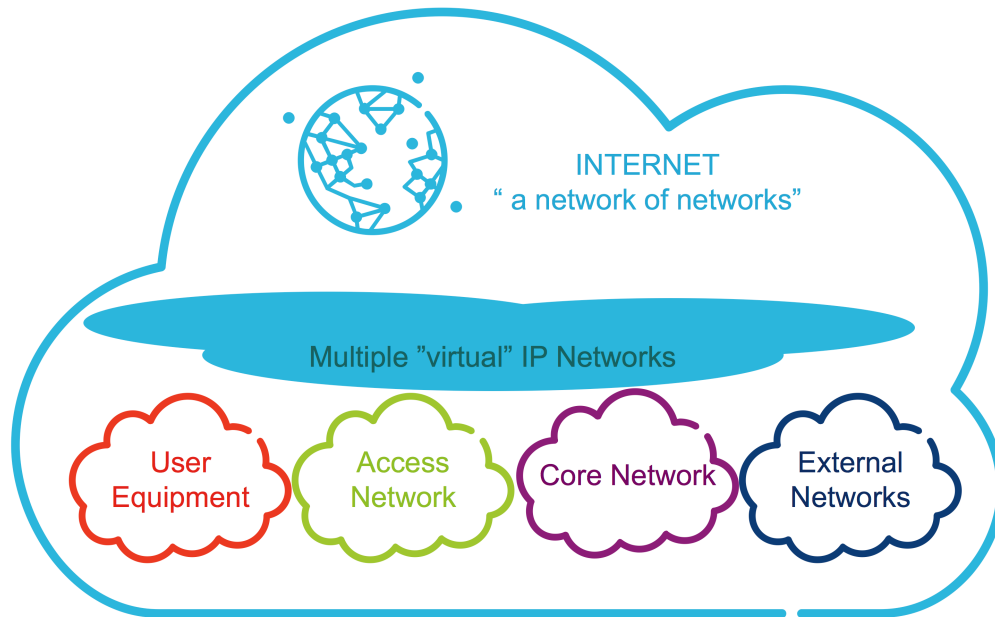 INTERNET
“ a network of networks”
Multiple ”virtual” IP Networks
User
Equipment
Access
Network
Core Network
External
Networks